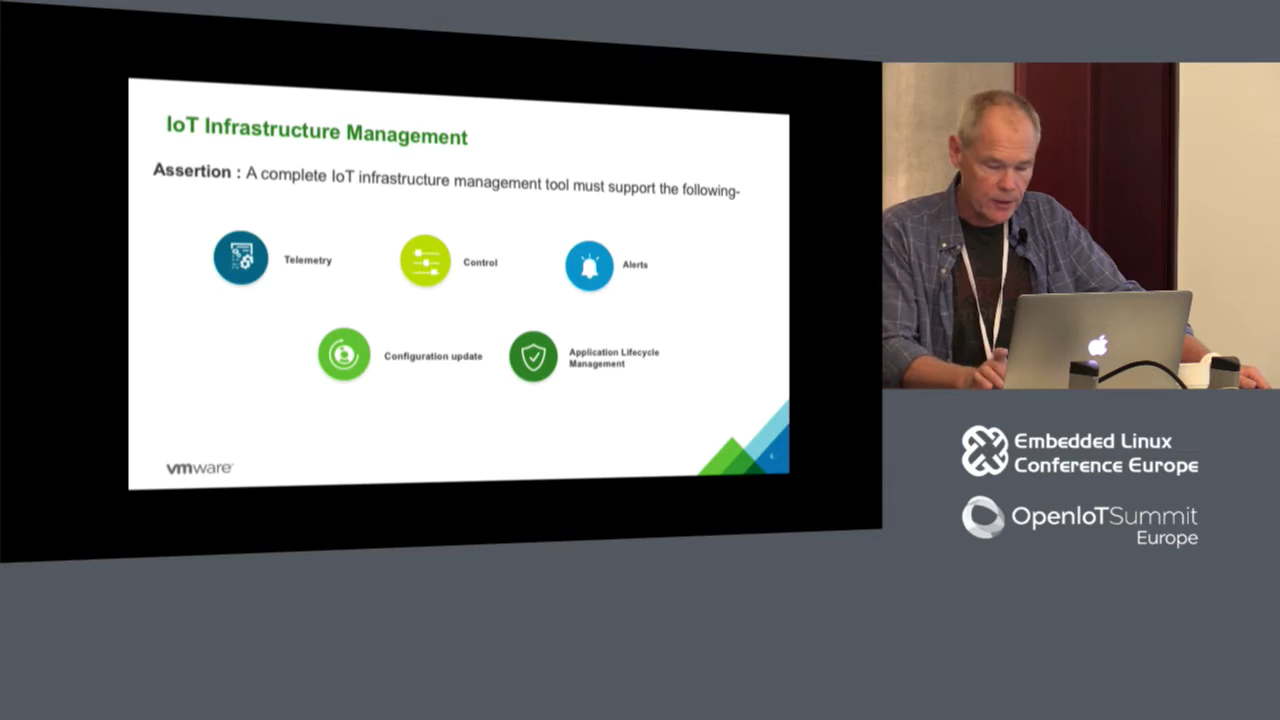 IoT Infrastructure Management
Assertion : A complete IoT infrastructure management tool must support the following-
Telemetry
Control
Alerts
Configuration update
Application Lifecycle
Management
vmware
Embedded Linux
Conference Europe
OpenIoTSummit
Europe